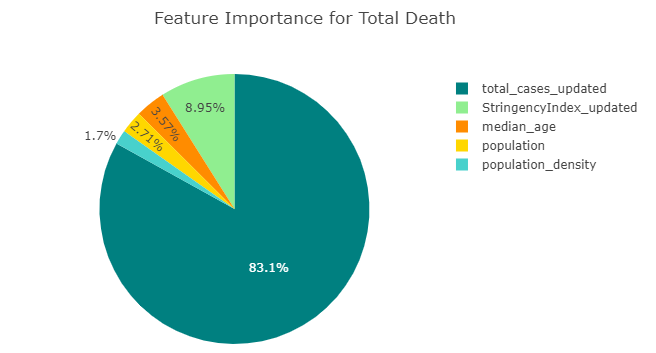 Feature Importance for Total Death
total_cases_updated
StringencyIndex_updated
median_age
population
population_density
8.95%
3.57%
2.71%
1.7%
83.1%